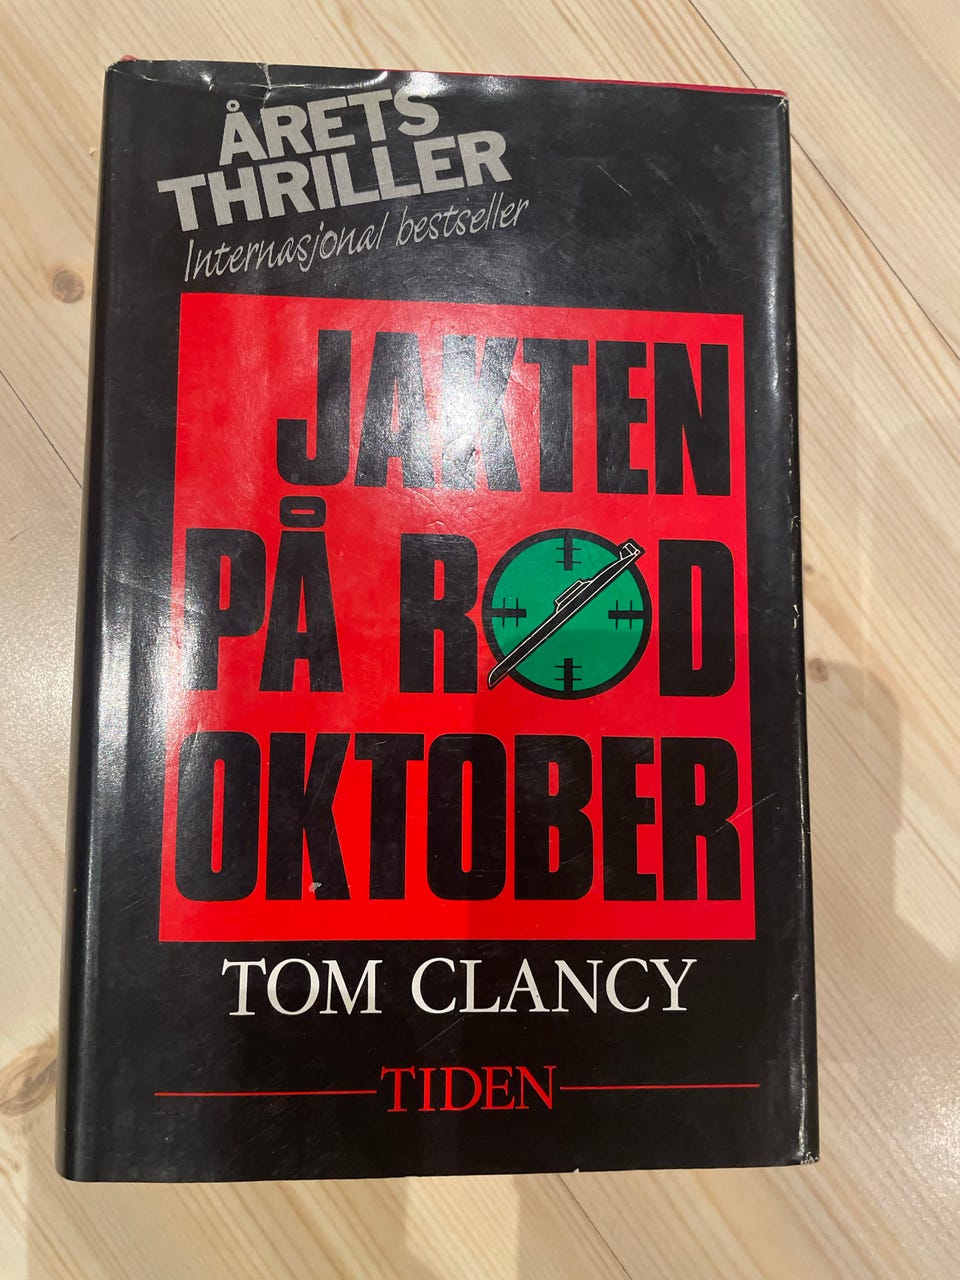 ÅRETS
THRILLER
Internasjonal bestseller
JAKTEN
PÅ RØD
OKTOBER
TOM CLANCY
TIDEN